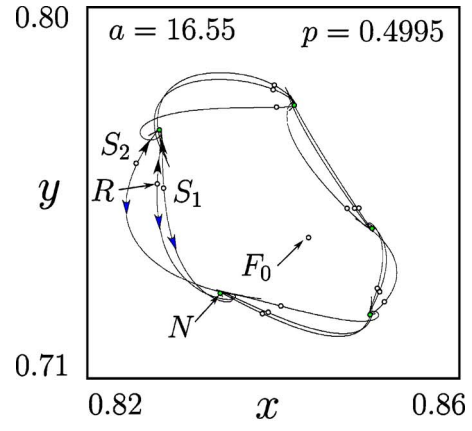 0.80
a = 16.55 p = 0.4995
S₂
y R S₁
F₀
N
0.71
0.82 x 0.86